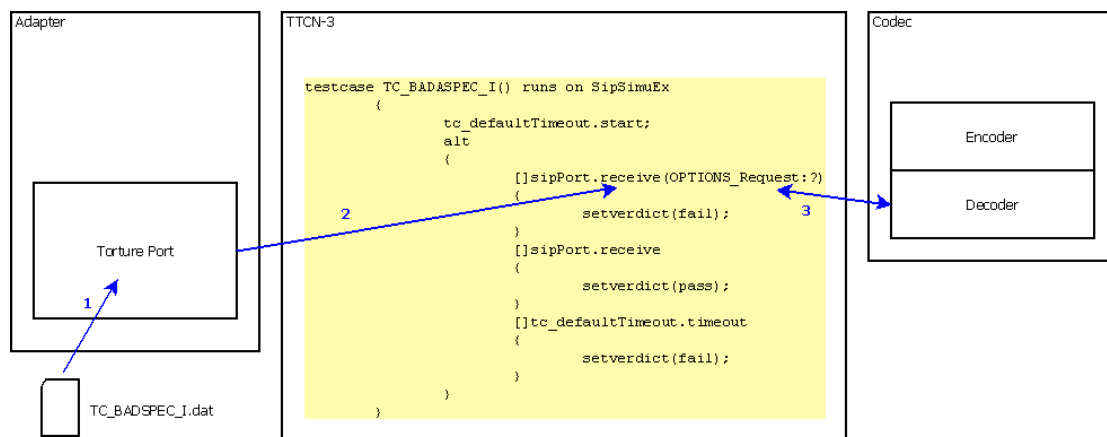 Adapter
TTCN-3
Codec
testcase TC_BADASPEC_I() runs on SipSimuEx
{
tc_defaultTimeout.start;
alt
{
[]sipPort.receive(OPTIONS_Request:?)
{
setverdict(fail);
}
[]sipPort.receive
{
setverdict(pass);
}
[]tc_defaultTimeout.timeout
{
setverdict(fail);
}
}
}
Encoder
Decoder
Torture Port
1
2
3
TC_BADSPEC_I.dat